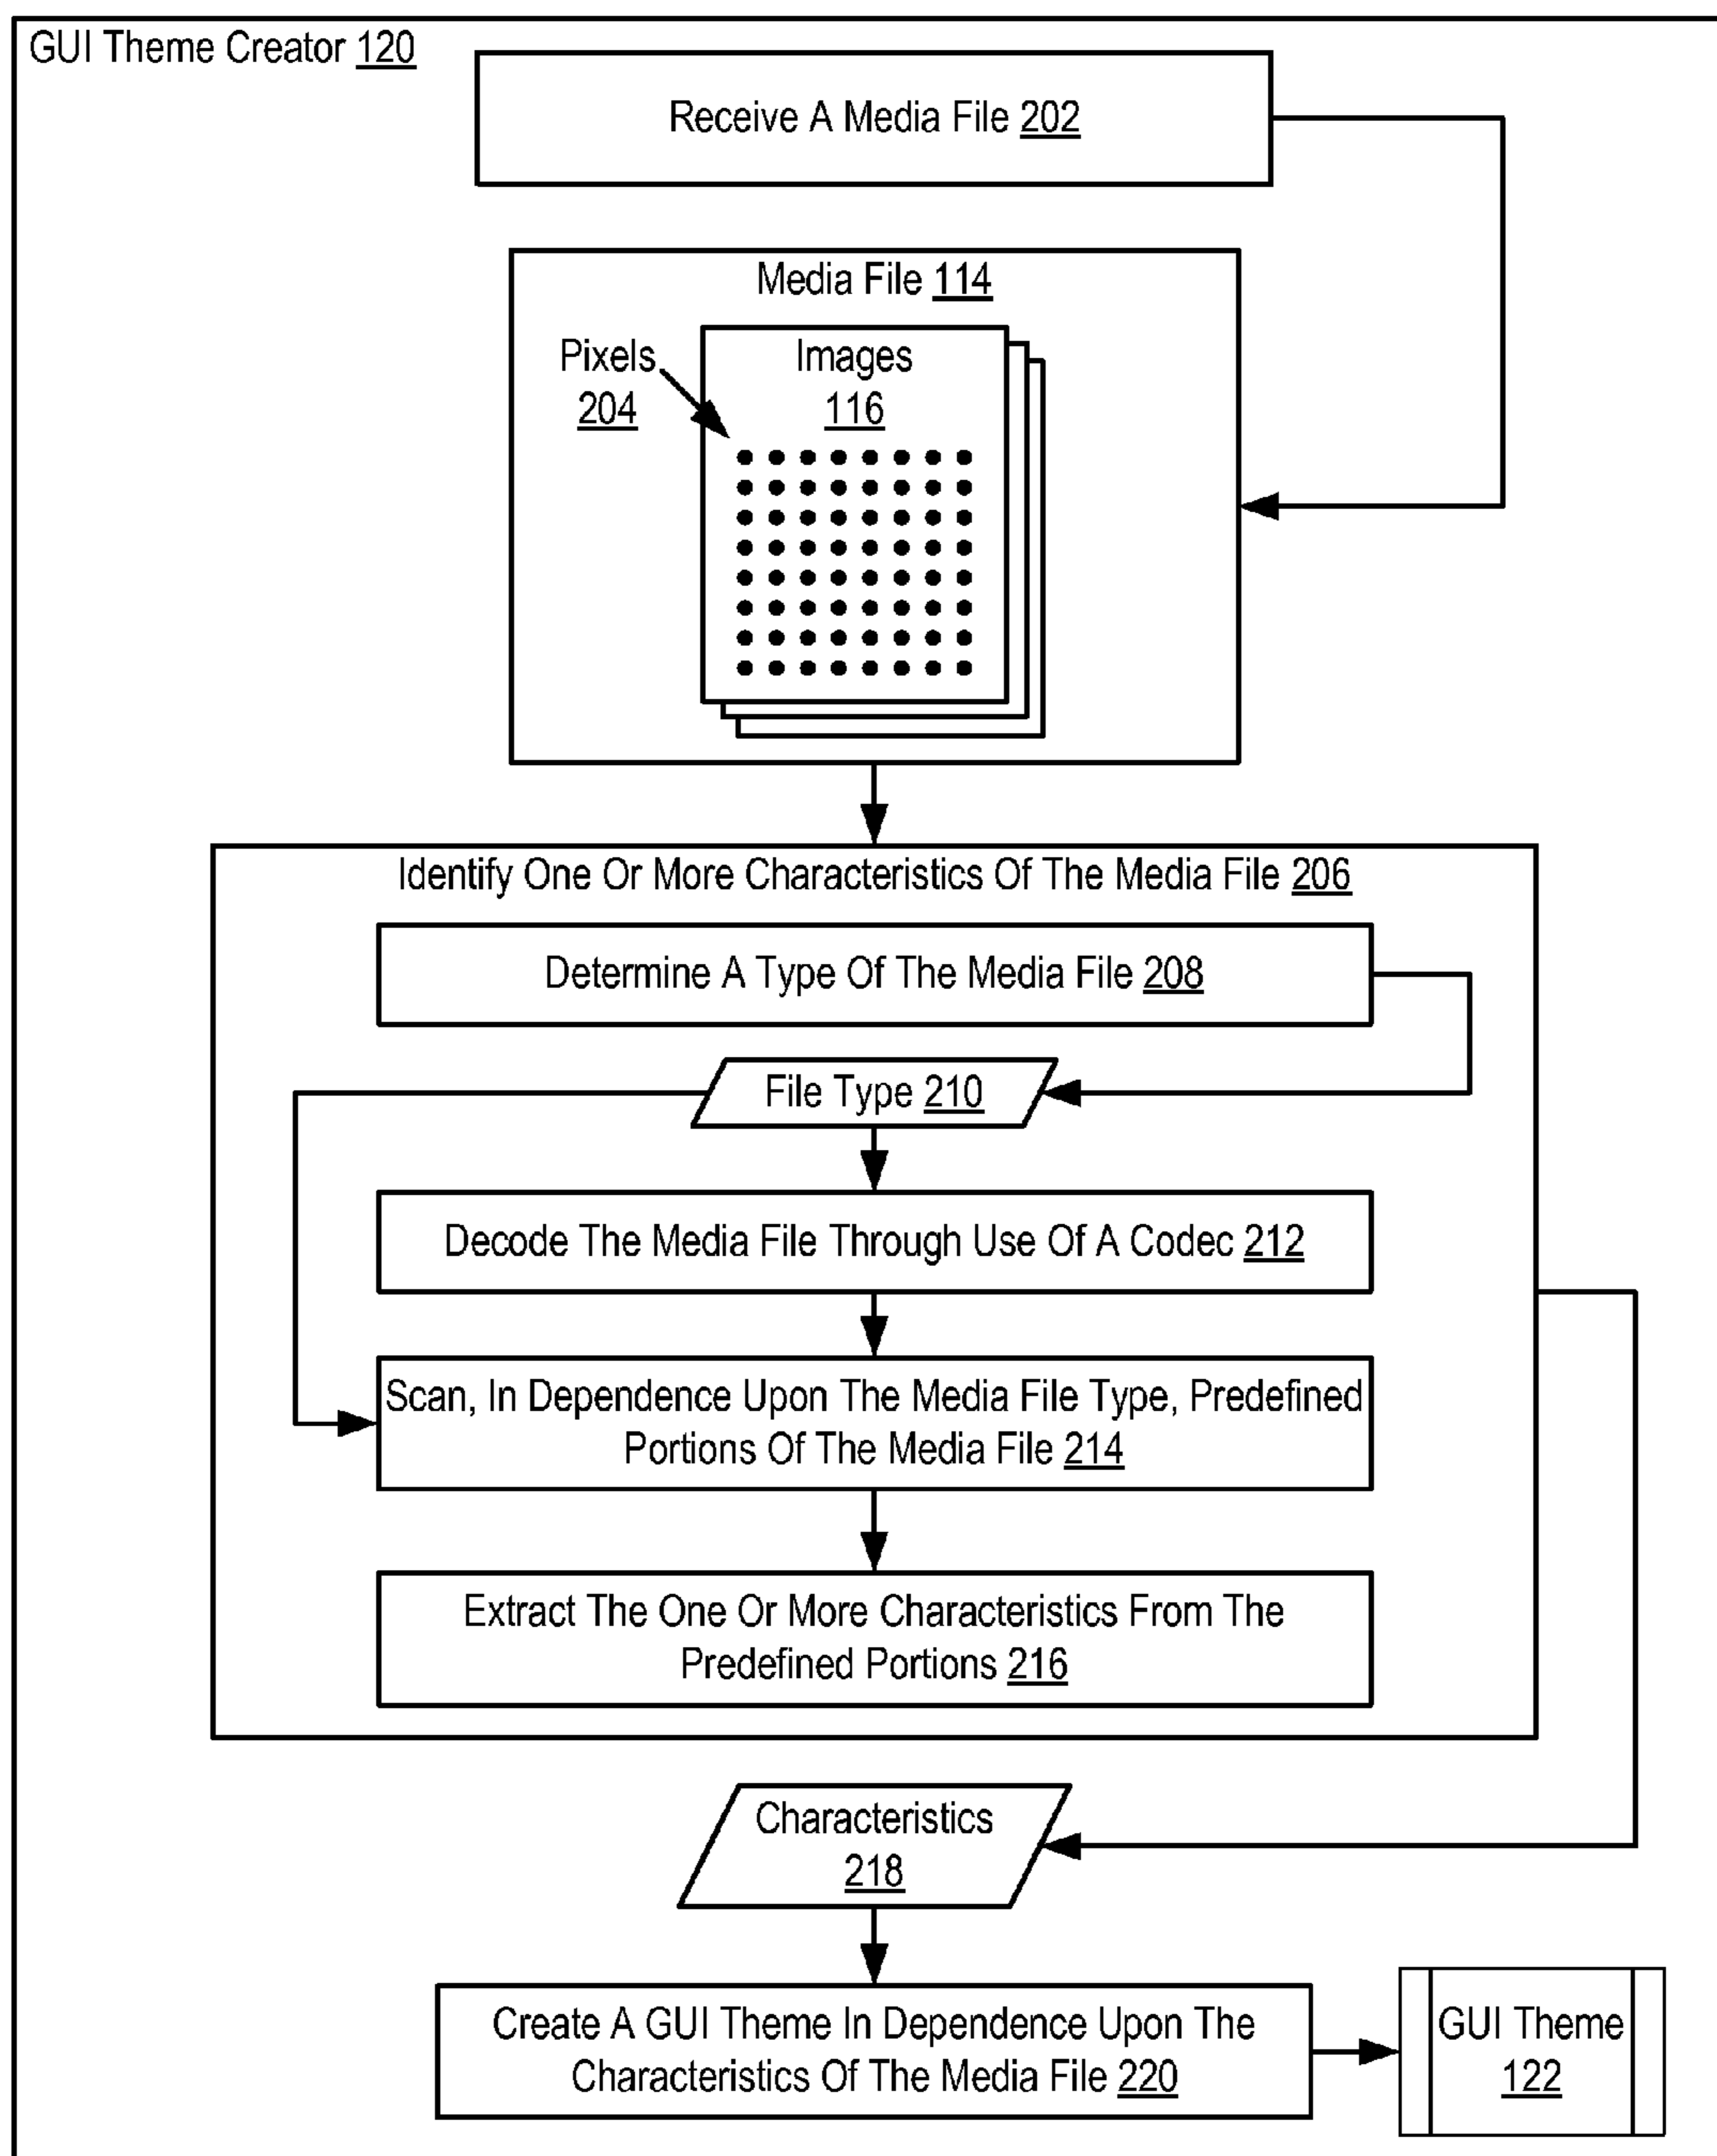 GUI Theme Creator 120
Receive A Media File 202
Media File 114
Pixels
204
Images
116
Identify One Or More Characteristics Of The Media File 206
Determine A Type Of The Media File 208
File Type 210
Decode The Media File Through Use Of A Codec 212
Scan, In Dependence Upon The Media File Type, Predefined
Portions Of The Media File 214
Extract The One Or More Characteristics From The
Predefined Portions 216
Characteristics
218
Create A GUI Theme In Dependence Upon The
Characteristics Of The Media File 220
GUI Theme
122